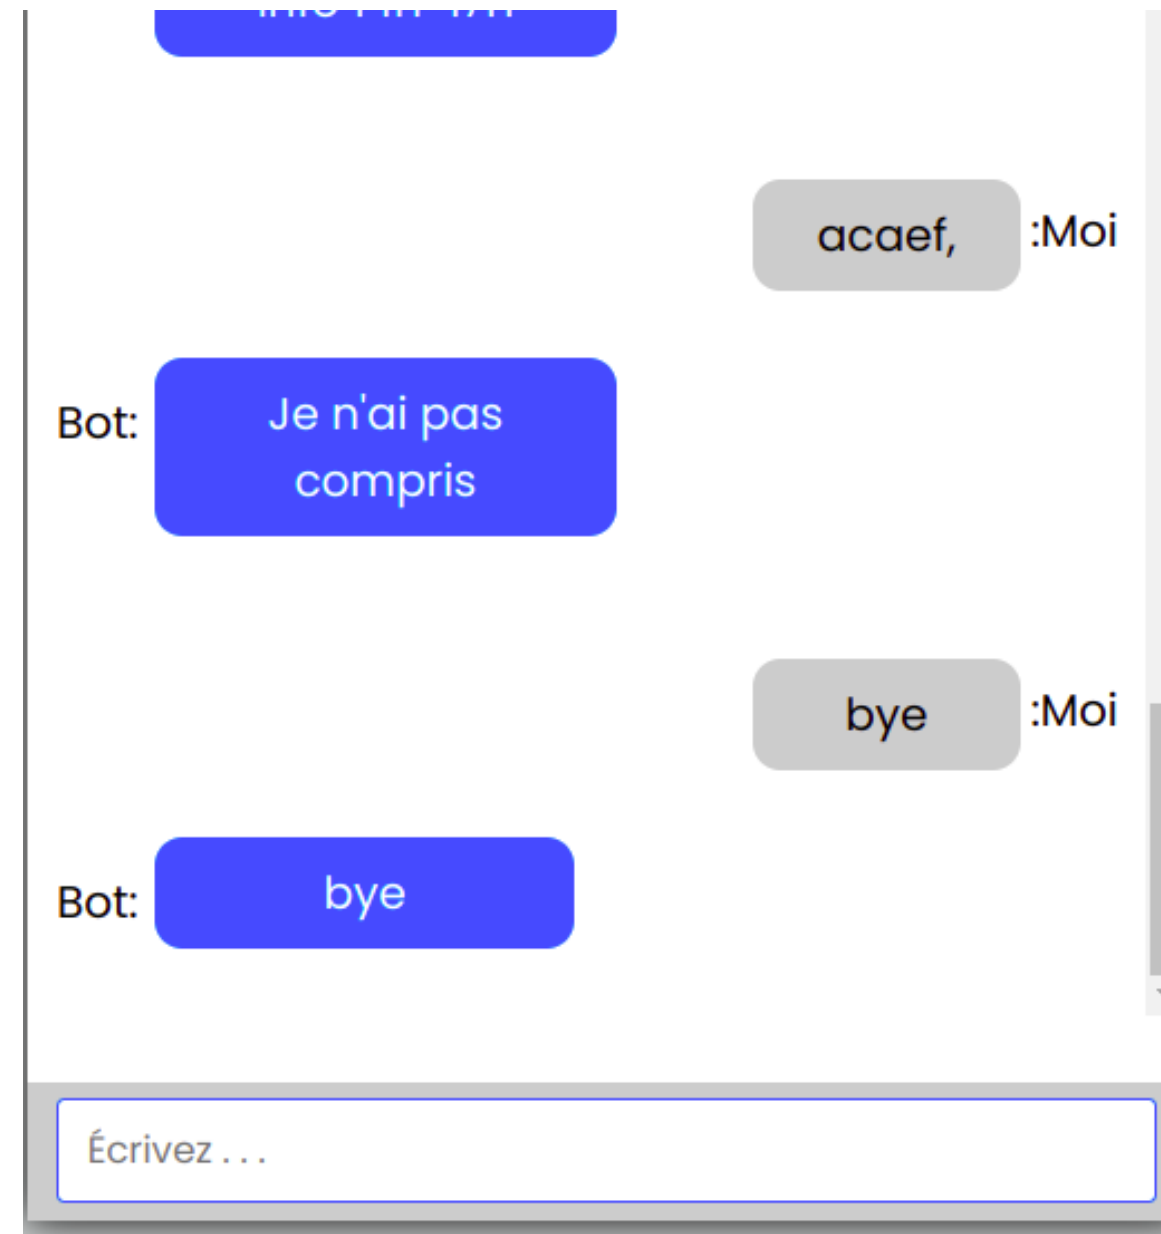 acaef, :Moi
Bot: Je n'ai pas
compris
bye :Moi
Bot: bye
Écrivez . . .